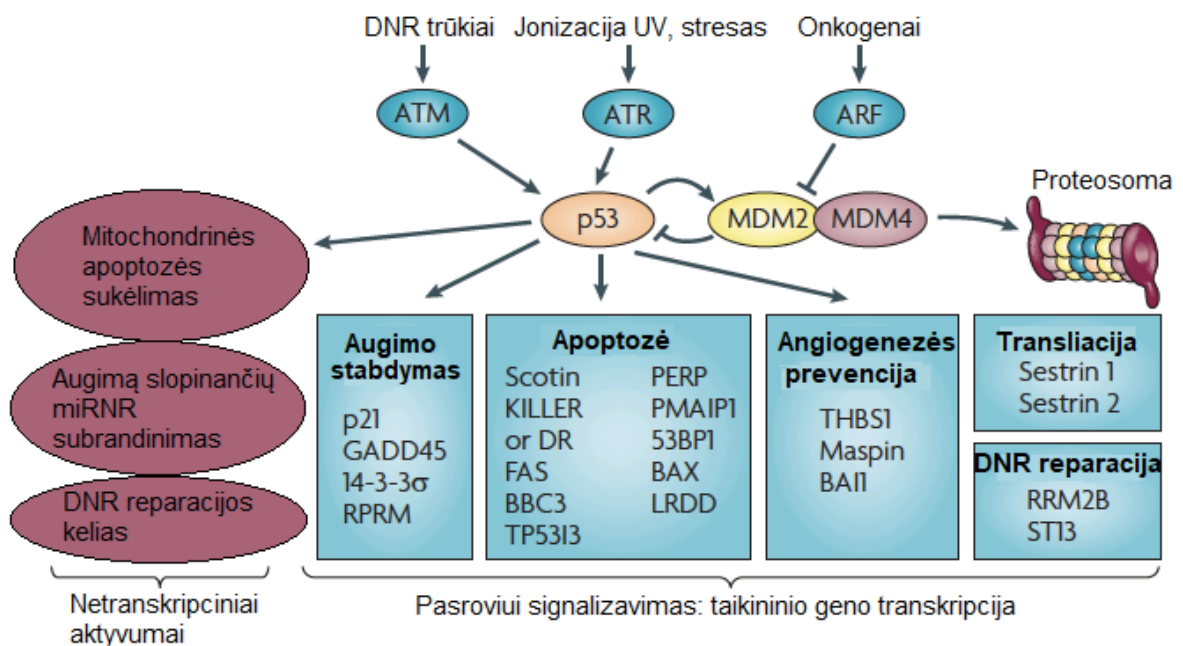 DNR trūkiai
Jonizacija UV, stresas
Onkogenai
ATM
ATR
ARF
p53
MDM2
MDM4
Proteosoma
Mitochondrinės
apoptozės
sukėlimas
Augimą slopinančių
miRNR
subrandinimas
DNR reparacijos
kelias
Augimo
stabdymas
p21
GADD45
14-3-3σ
RPRM
Apoptozė
Scotin
KILLER
or DR
FAS
BBC3
TP53I3
PERP
PMAIP1
53BP1
BAX
LRDD
Angiogenezės
prevencija
THBS1
Maspin
BAI1
Transliacija
Sestrin 1
Sestrin 2
DNR reparacija
RRM2B
ST13
Netranskripciniai
aktyvumai
Pasroviui signalizavimas: taikininio geno transkripcija